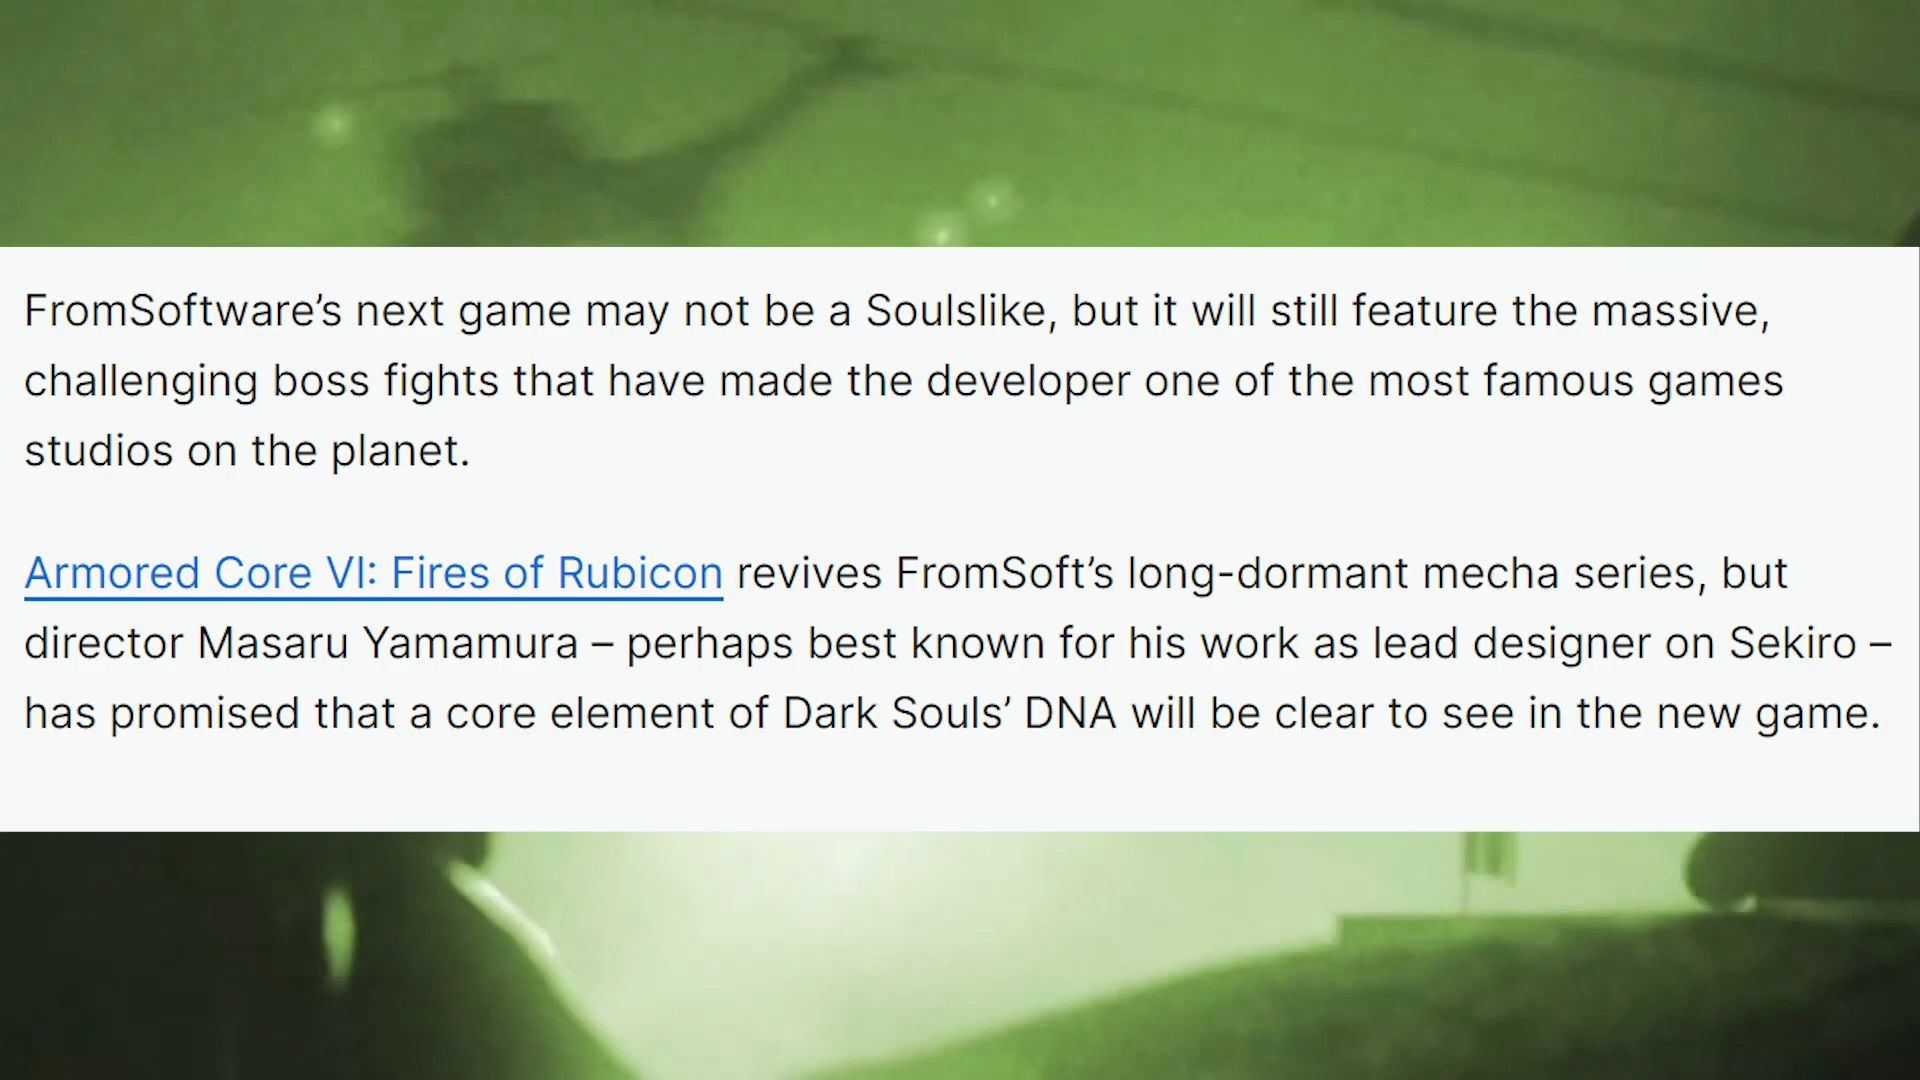 FromSoftware’s next game may not be a Soulslike, but it will still feature the massive,
challenging boss fights that have made the developer one of the most famous games
studios on the planet.
Armored Core VI: Fires of Rubicon revives FromSoft’s long-dormant mecha series, but
director Masaru Yamamura – perhaps best known for his work as lead designer on Sekiro –
has promised that a core element of Dark Souls’ DNA will be clear to see in the new game.